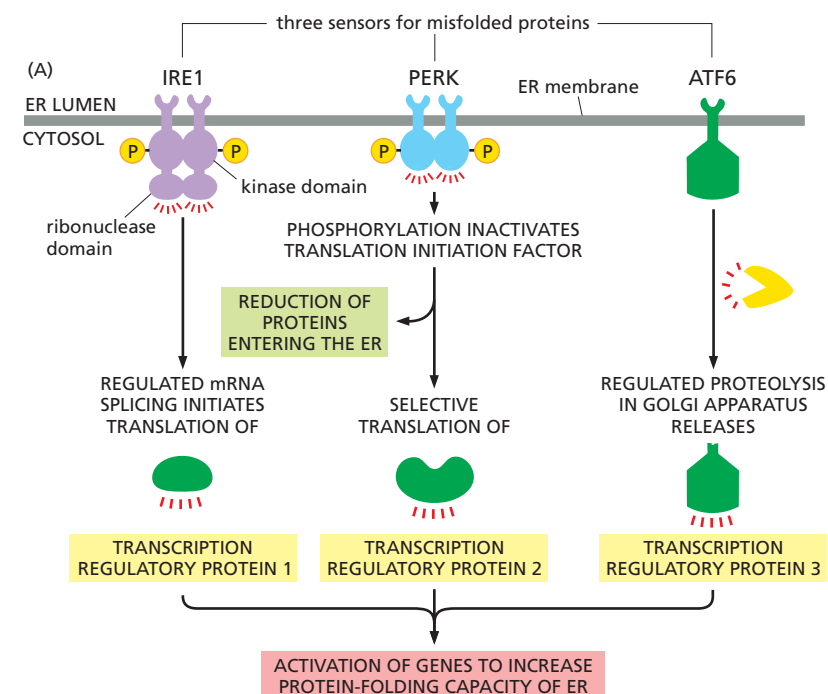 three sensors for misfolded proteins
(A)
IRE1
PERK
ATF6
ER membrane
ER LUMEN
CYTOSOL
P
P
P
P
kinase domain
ribonuclease
domain
PHOSPHORYLATION INACTIVATES
TRANSLATION INITIATION FACTOR
REDUCTION OF
PROTEINS
ENTERING THE ER
REGULATED mRNA
SPLICING INITIATES
TRANSLATION OF
SELECTIVE
TRANSLATION OF
REGULATED PROTEOLYSIS
IN GOLGI APPARATUS
RELEASES
TRANSCRIPTION
REGULATORY PROTEIN 1
TRANSCRIPTION
REGULATORY PROTEIN 2
TRANSCRIPTION
REGULATORY PROTEIN 3
ACTIVATION OF GENES TO INCREASE
PROTEIN-FOLDING CAPACITY OF ER